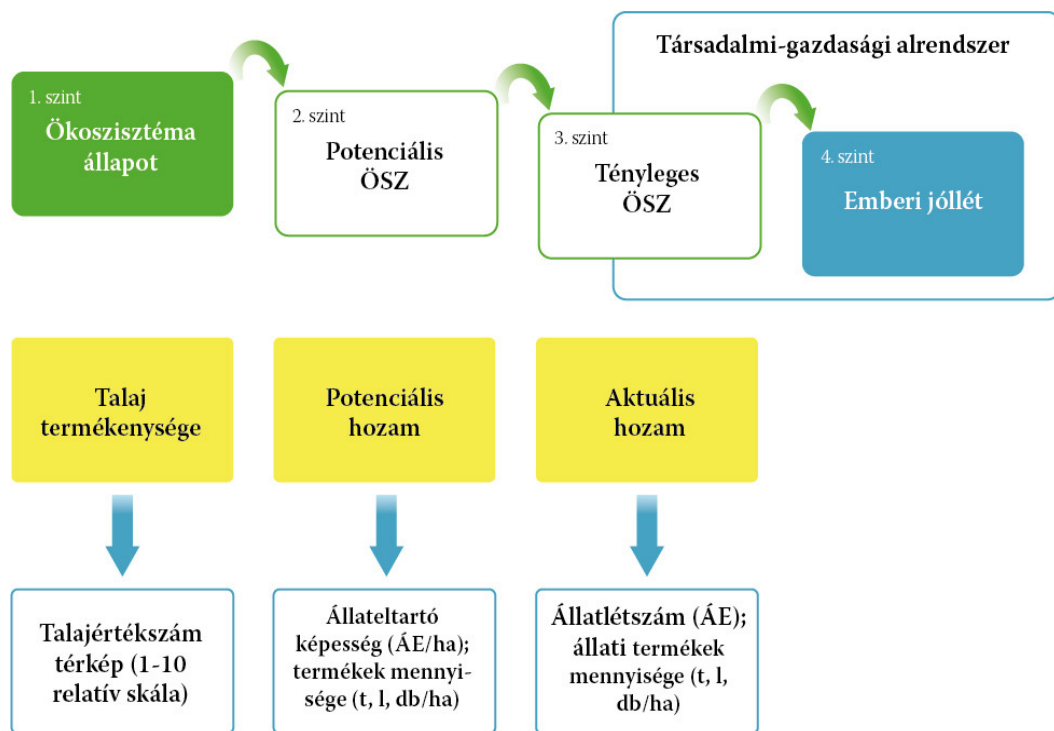 Társadalmi-gazdasági alrendszer
1. szint
Ökoszisztéma
állapot
2. szint
Potenciális
ÖSZ
3. szint
Tényleges
ÖSZ
4. szint
Emberi jóllét
Talaj
termékenysége
Potenciális
hozam
Aktuális
hozam
Talajértékszám
térkép (1-10
relatív skála)
Állateltartó
képesség (ÁE/ha);
termékek mennyi-
sége (t, l, db/ha)
Állatlétszám (ÁE);
állati termékek
mennyisége (t, l,
db/ha)